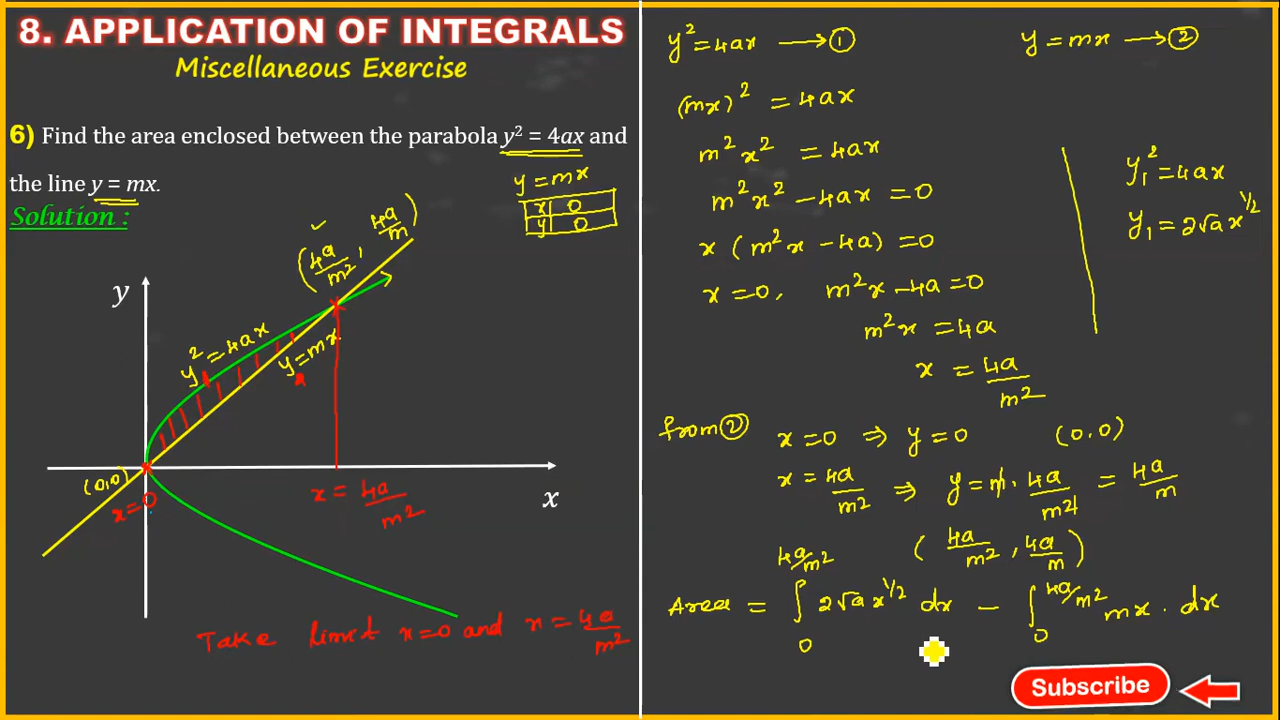 8. APPLICATION OF INTEGRALS
Miscellaneous Exercise
6) Find the area enclosed between the parabola y² = 4ax and
the line y = mx.
y = mx
x 0
y 0
Solution :
(4a/m², 4a/m)
y
y² = 4ax
y = mx
(0,0)
x = 0
x = 4a/m²
x
Take limit x=0 and x = 4a/m²
y² = 4ax → ①
y = mx → ②
(mx)² = 4ax
m²x² = 4ax
m²x² - 4ax = 0
x (m²x - 4a) = 0
x = 0, m²x - 4a = 0
m²x = 4a
x = 4a/m²
y₁² = 4ax
y₁ = 2√a x^1/2
from ② x = 0 ⇒ y = 0 (0,0)
x = 4a/m² ⇒ y = m · 4a/m² = 4a/m
(4a/m², 4a/m)
Area = ∫₀^4a/m² 2√a x^1/2 dx - ∫₀^4a/m² mx · dx
Subscribe